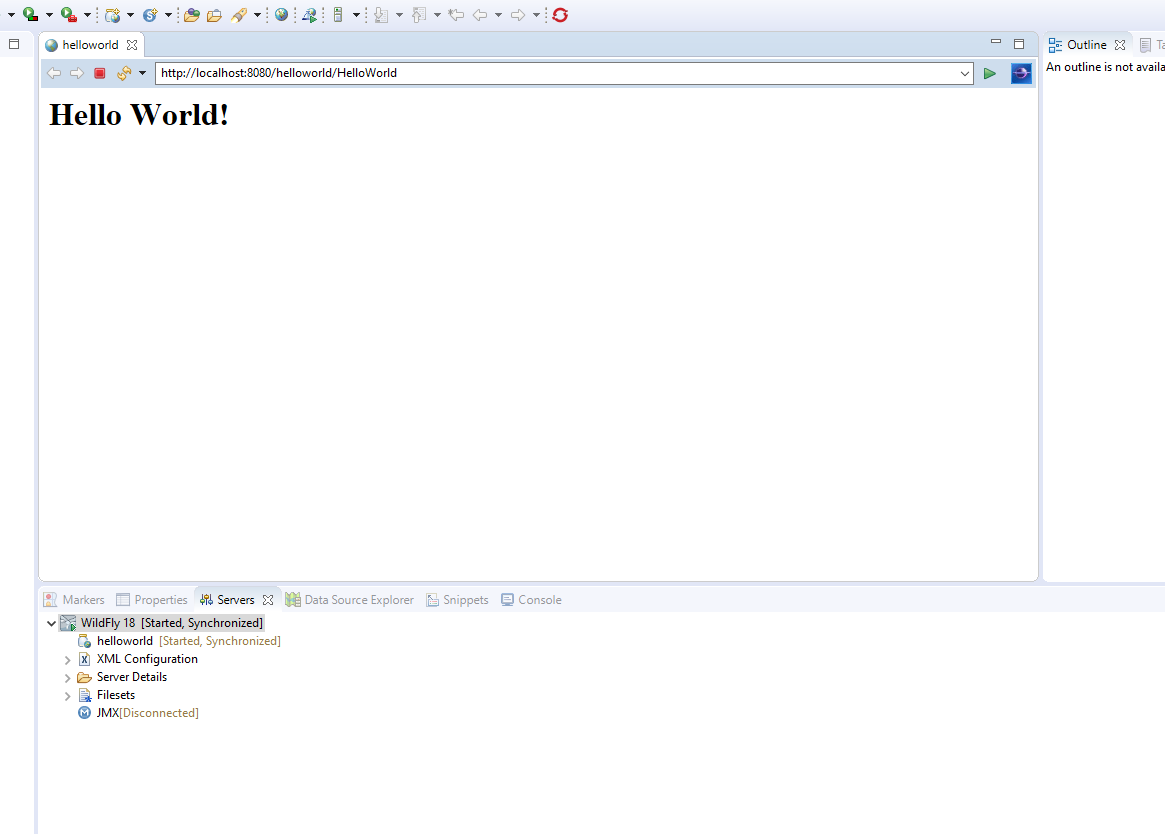 helloworld
Outline
Ta
http://localhost:8080/helloworld/HelloWorld
An outline is not availa
Hello World!
Markers Properties Servers Data Source Explorer Snippets Console
WildFly 18 [Started, Synchronized]
helloworld [Started, Synchronized]
XML Configuration
Server Details
Filesets
JMX[Disconnected]